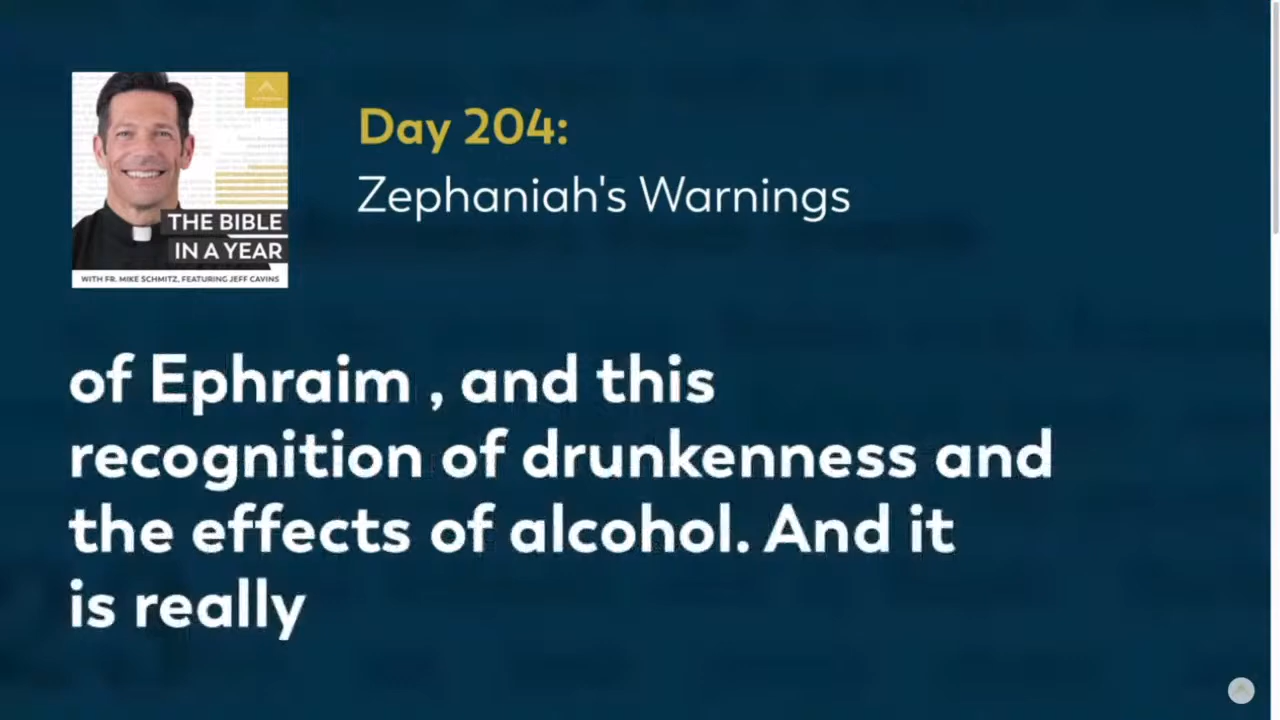 Day 204:
Zephaniah's Warnings
THE BIBLE
IN A YEAR
WITH FR. MIKE SCHMITZ, FEATURING JEFF CAVINS
of Ephraim , and this
recognition of drunkenness and
the effects of alcohol. And it
is really